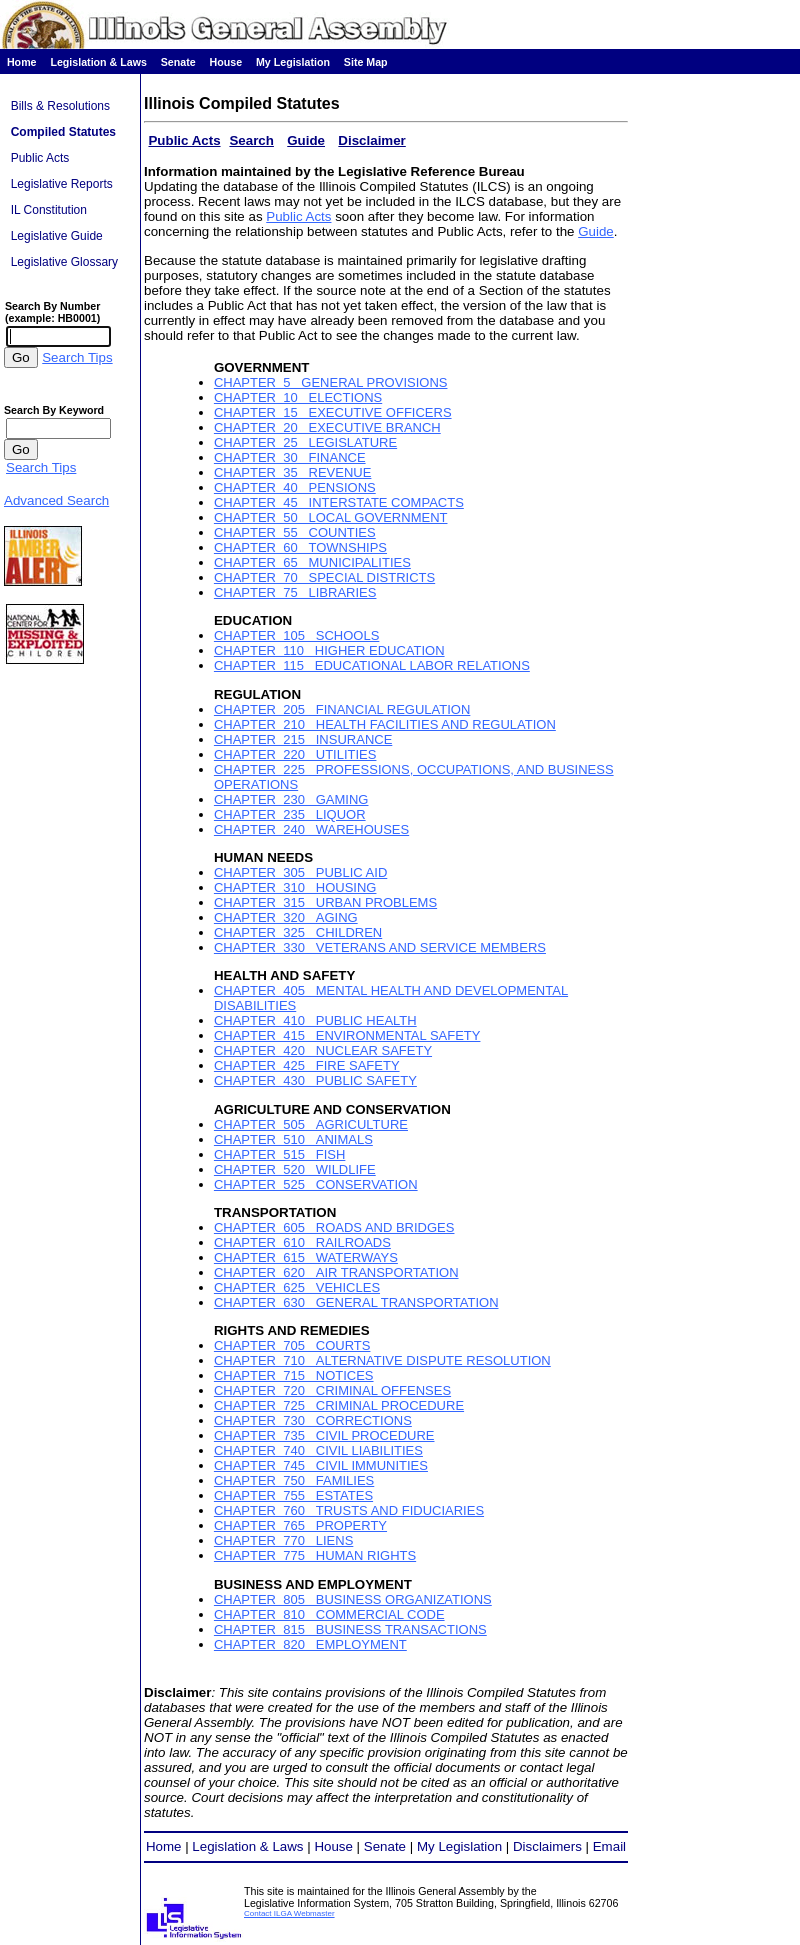 Illinois General Assembly
Home Legislation & Laws Senate House My Legislation Site Map
Bills & Resolutions
Compiled Statutes
Public Acts
Legislative Reports
IL Constitution
Legislative Guide
Legislative Glossary
Search By Number
(example: HB0001)
Go Search Tips
Search By Keyword
Go
Search Tips
Advanced Search
ILLINOIS
AMBER
ALERT
NATIONAL
CENTER FOR
MISSING &
EXPLOITED
CHILDREN
Illinois Compiled Statutes
Public Acts Search Guide Disclaimer
Information maintained by the Legislative Reference Bureau
Updating the database of the Illinois Compiled Statutes (ILCS) is an ongoing
process. Recent laws may not yet be included in the ILCS database, but they are
found on this site as Public Acts soon after they become law. For information
concerning the relationship between statutes and Public Acts, refer to the Guide.
Because the statute database is maintained primarily for legislative drafting
purposes, statutory changes are sometimes included in the statute database
before they take effect. If the source note at the end of a Section of the statutes
includes a Public Act that has not yet taken effect, the version of the law that is
currently in effect may have already been removed from the database and you
should refer to that Public Act to see the changes made to the current law.
GOVERNMENT
CHAPTER 5 GENERAL PROVISIONS
CHAPTER 10 ELECTIONS
CHAPTER 15 EXECUTIVE OFFICERS
CHAPTER 20 EXECUTIVE BRANCH
CHAPTER 25 LEGISLATURE
CHAPTER 30 FINANCE
CHAPTER 35 REVENUE
CHAPTER 40 PENSIONS
CHAPTER 45 INTERSTATE COMPACTS
CHAPTER 50 LOCAL GOVERNMENT
CHAPTER 55 COUNTIES
CHAPTER 60 TOWNSHIPS
CHAPTER 65 MUNICIPALITIES
CHAPTER 70 SPECIAL DISTRICTS
CHAPTER 75 LIBRARIES
EDUCATION
CHAPTER 105 SCHOOLS
CHAPTER 110 HIGHER EDUCATION
CHAPTER 115 EDUCATIONAL LABOR RELATIONS
REGULATION
CHAPTER 205 FINANCIAL REGULATION
CHAPTER 210 HEALTH FACILITIES AND REGULATION
CHAPTER 215 INSURANCE
CHAPTER 220 UTILITIES
CHAPTER 225 PROFESSIONS, OCCUPATIONS, AND BUSINESS
OPERATIONS
CHAPTER 230 GAMING
CHAPTER 235 LIQUOR
CHAPTER 240 WAREHOUSES
HUMAN NEEDS
CHAPTER 305 PUBLIC AID
CHAPTER 310 HOUSING
CHAPTER 315 URBAN PROBLEMS
CHAPTER 320 AGING
CHAPTER 325 CHILDREN
CHAPTER 330 VETERANS AND SERVICE MEMBERS
HEALTH AND SAFETY
CHAPTER 405 MENTAL HEALTH AND DEVELOPMENTAL
DISABILITIES
CHAPTER 410 PUBLIC HEALTH
CHAPTER 415 ENVIRONMENTAL SAFETY
CHAPTER 420 NUCLEAR SAFETY
CHAPTER 425 FIRE SAFETY
CHAPTER 430 PUBLIC SAFETY
AGRICULTURE AND CONSERVATION
CHAPTER 505 AGRICULTURE
CHAPTER 510 ANIMALS
CHAPTER 515 FISH
CHAPTER 520 WILDLIFE
CHAPTER 525 CONSERVATION
TRANSPORTATION
CHAPTER 605 ROADS AND BRIDGES
CHAPTER 610 RAILROADS
CHAPTER 615 WATERWAYS
CHAPTER 620 AIR TRANSPORTATION
CHAPTER 625 VEHICLES
CHAPTER 630 GENERAL TRANSPORTATION
RIGHTS AND REMEDIES
CHAPTER 705 COURTS
CHAPTER 710 ALTERNATIVE DISPUTE RESOLUTION
CHAPTER 715 NOTICES
CHAPTER 720 CRIMINAL OFFENSES
CHAPTER 725 CRIMINAL PROCEDURE
CHAPTER 730 CORRECTIONS
CHAPTER 735 CIVIL PROCEDURE
CHAPTER 740 CIVIL LIABILITIES
CHAPTER 745 CIVIL IMMUNITIES
CHAPTER 750 FAMILIES
CHAPTER 755 ESTATES
CHAPTER 760 TRUSTS AND FIDUCIARIES
CHAPTER 765 PROPERTY
CHAPTER 770 LIENS
CHAPTER 775 HUMAN RIGHTS
BUSINESS AND EMPLOYMENT
CHAPTER 805 BUSINESS ORGANIZATIONS
CHAPTER 810 COMMERCIAL CODE
CHAPTER 815 BUSINESS TRANSACTIONS
CHAPTER 820 EMPLOYMENT
Disclaimer: This site contains provisions of the Illinois Compiled Statutes from
databases that were created for the use of the members and staff of the Illinois
General Assembly. The provisions have NOT been edited for publication, and are
NOT in any sense the "official" text of the Illinois Compiled Statutes as enacted
into law. The accuracy of any specific provision originating from this site cannot be
assured, and you are urged to consult the official documents or contact legal
counsel of your choice. This site should not be cited as an official or authoritative
source. Court decisions may affect the interpretation and constitutionality of
statutes.
Home | Legislation & Laws | House | Senate | My Legislation | Disclaimers | Email
LIS
Legislative
Information System
This site is maintained for the Illinois General Assembly by the
Legislative Information System, 705 Stratton Building, Springfield, Illinois 62706
Contact ILGA Webmaster